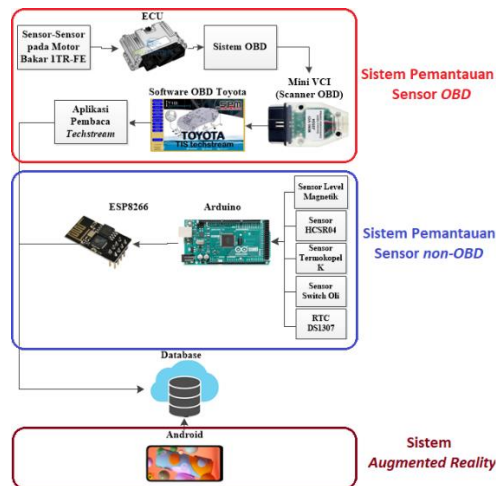 ECU
Sensor-Sensor
pada Motor
Bakar 1TR-FE
Sistem OBD
Sistem Pemantauan
Sensor OBD
Mini VCI
(Scanner OBD)
Software OBD Toyota
TOYOTA
TIS techstream
Aplikasi
Pembaca
Techstream
ESP8266
Arduino
Sensor Level
Magnetik
Sensor
HCSR04
Sensor
Termokopel
K
Sensor
Switch Oli
RTC
DS1307
Sistem Pemantauan
Sensor non-OBD
Database
Android
Sistem
Augmented Reality